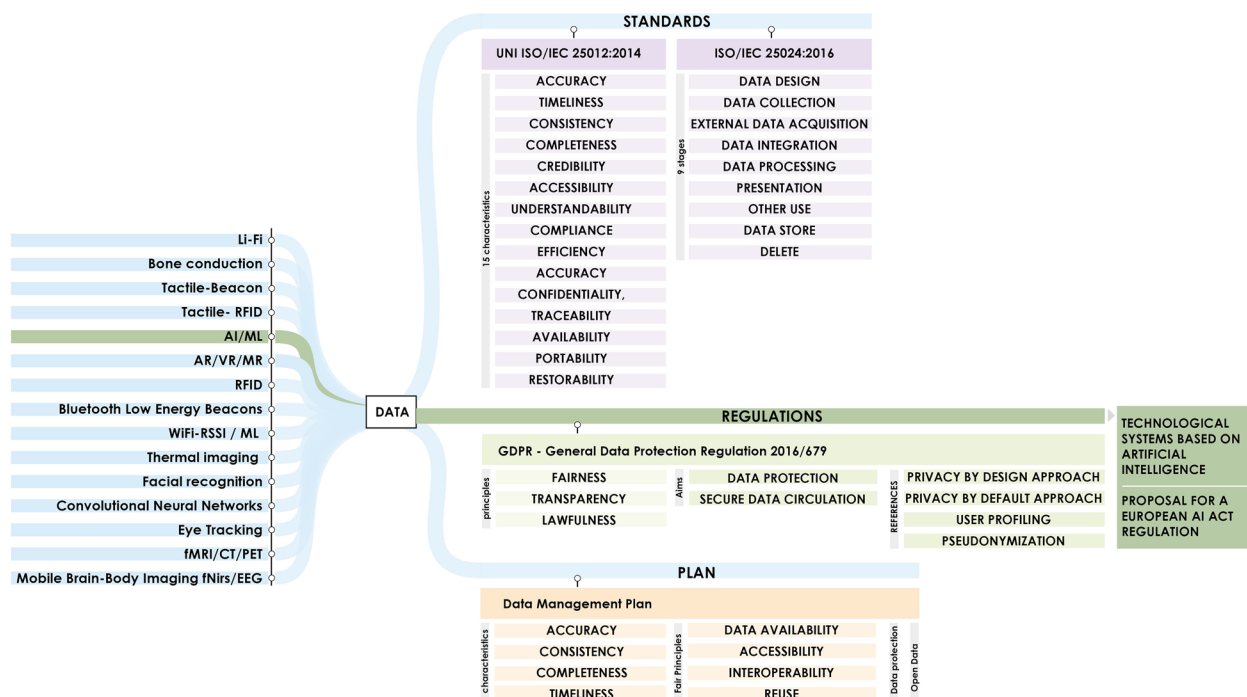 Li-Fi
Bone conduction
Tactile-Beacon
Tactile- RFID
AI/ML
AR/VR/MR
RFID
Bluetooth Low Energy Beacons
WiFi-RSSI / ML
Thermal imaging
Facial recognition
Convolutional Neural Networks
Eye Tracking
fMRI/CT/PET
Mobile Brain-Body Imaging fNirs/EEG
DATA
STANDARDS
UNI ISO/IEC 25012:2014
15 characteristics
ACCURACY
TIMELINESS
CONSISTENCY
COMPLETENESS
CREDIBILITY
ACCESSIBILITY
UNDERSTANDABILITY
COMPLIANCE
EFFICIENCY
ACCURACY
CONFIDENTIALITY,
TRACEABILITY
AVAILABILITY
PORTABILITY
RESTORABILITY
ISO/IEC 25024:2016
9 stages
DATA DESIGN
DATA COLLECTION
EXTERNAL DATA ACQUISITION
DATA INTEGRATION
DATA PROCESSING
PRESENTATION
OTHER USE
DATA STORE
DELETE
REGULATIONS
GDPR - General Data Protection Regulation 2016/679
principles
FAIRNESS
TRANSPARENCY
LAWFULNESS
Aims
DATA PROTECTION
SECURE DATA CIRCULATION
REFERENCES
PRIVACY BY DESIGN APPROACH
PRIVACY BY DEFAULT APPROACH
USER PROFILING
PSEUDONYMIZATION
TECHNOLOGICAL
SYSTEMS BASED ON
ARTIFICIAL
INTELLIGENCE
PROPOSAL FOR A
EUROPEAN AI ACT
REGULATION
PLAN
Data Management Plan
characteristics
ACCURACY
CONSISTENCY
COMPLETENESS
TIMELINESS
Fair Principles
DATA AVAILABILITY
ACCESSIBILITY
INTEROPERABILITY
REUSE
Data protection
Open Data